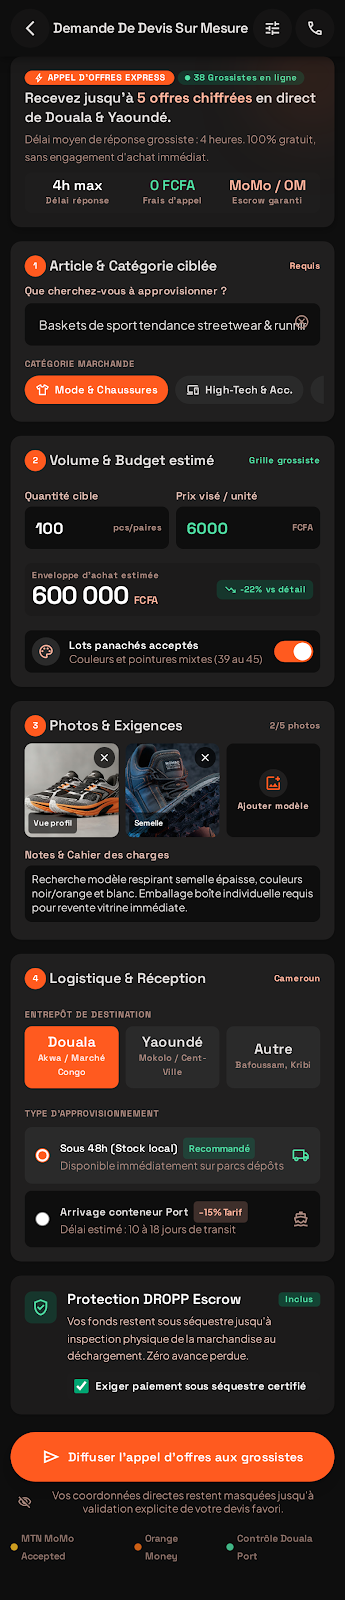 Demande De Devis Sur Mesure
APPEL D'OFFRES EXPRESS
38 Grossistes en ligne
Recevez jusqu'à 5 offres chiffrées en direct
de Douala & Yaoundé.
Délai moyen de réponse grossiste : 4 heures. 100% gratuit,
sans engagement d'achat immédiat.
4h max
Délai réponse
0 FCFA
Frais d'appel
MoMo / OM
Escrow garanti
1 Article & Catégorie ciblée
Requis
Que cherchez-vous à approvisionner ?
Baskets de sport tendance streetwear &
CATÉGORIE MARCHANDE
Mode & Chaussures
High-Tech & Acc.
2 Volume & Budget estimé
Grille grossiste
Quantité cible
Prix visé / unité
100 pcs/paires
6000 FCFA
Enveloppe d'achat estimée
600 000 FCFA
-22% vs détail
Lots panachés acceptés
Couleurs et pointures mixtes (39 au 45)
3 Photos & Exigences
2/5 photos
Vue profil
Semelle
Ajouter modèle
Notes & Cahier des charges
Recherche modèle respirant semelle épaisse, couleurs
noir/orange et blanc. Emballage boîte individuelle requis
pour revente vitrine immédiate.
4 Logistique & Réception
Cameroun
ENTREPÔT DE DESTINATION
Douala
Akwa / Marché
Congo
Yaoundé
Mokolo / Cent-
Ville
Autre
Bafoussam, Kribi
TYPE D'APPROVISIONNEMENT
Sous 48h (Stock local) Recommandé
Disponible immédiatement sur parcs dépôts
Arrivage conteneur Port -15% Tarif
Délai estimé : 10 à 18 jours de transit
Protection DROPP Escrow
Inclus
Vos fonds restent sous séquestre jusqu'à
inspection physique de la marchandise au
déchargement. Zéro avance perdue.
Exiger paiement sous séquestre certifié
Diffuser l'appel d'offres aux grossistes
Vos coordonnées directes restent masquées jusqu'à
validation explicite de votre devis favori.
MTN MoMo
Accepted
Orange
Money
Contrôle Douala
Port